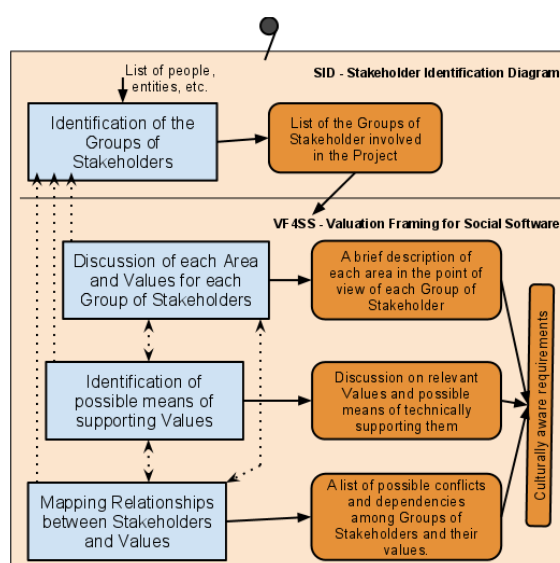 SID - Stakeholder Identification Diagram
List of people,
entities, etc.
Identification of the
Groups of
Stakeholders
List of the Groups of
Stakeholder involved
in the Project
VF4SS - Valuation Framing for Social Software
Discussion of each Area
and Values for each
Group of Stakeholders
A brief description of
each area in the point of
view of each Group of
Stakeholder
Identification of
possible means of
supporting Values
Discussion on relevant
Values and possible
means of technically
supporting them
Mapping Relationships
between Stakeholders
and Values
A list of possible conflicts
and dependencies
among Groups of
Stakeholders and their
values.
Culturally aware requirements